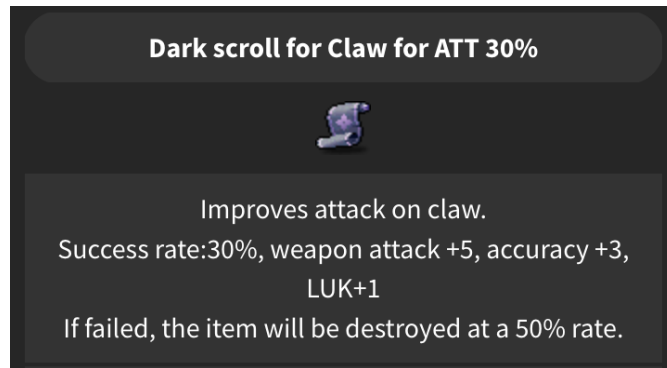 Dark scroll for Claw for ATT 30%
Improves attack on claw.
Success rate:30%, weapon attack +5, accuracy +3,
LUK+1
If failed, the item will be destroyed at a 50% rate.